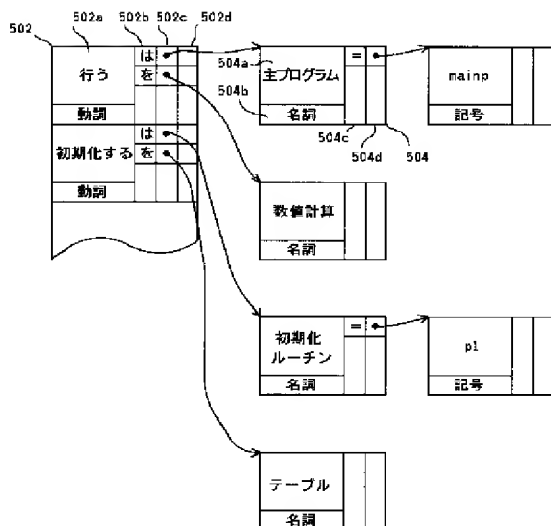 502
502a
502b
502c
502d
行う
は
を
動詞
初期化する
は
を
動詞
504a
主プログラム
=
504b
名詞
504c
504d
504
mainp
記号
数値計算
名詞
初期化
ルーチン
=
名詞
p1
記号
テーブル
名詞